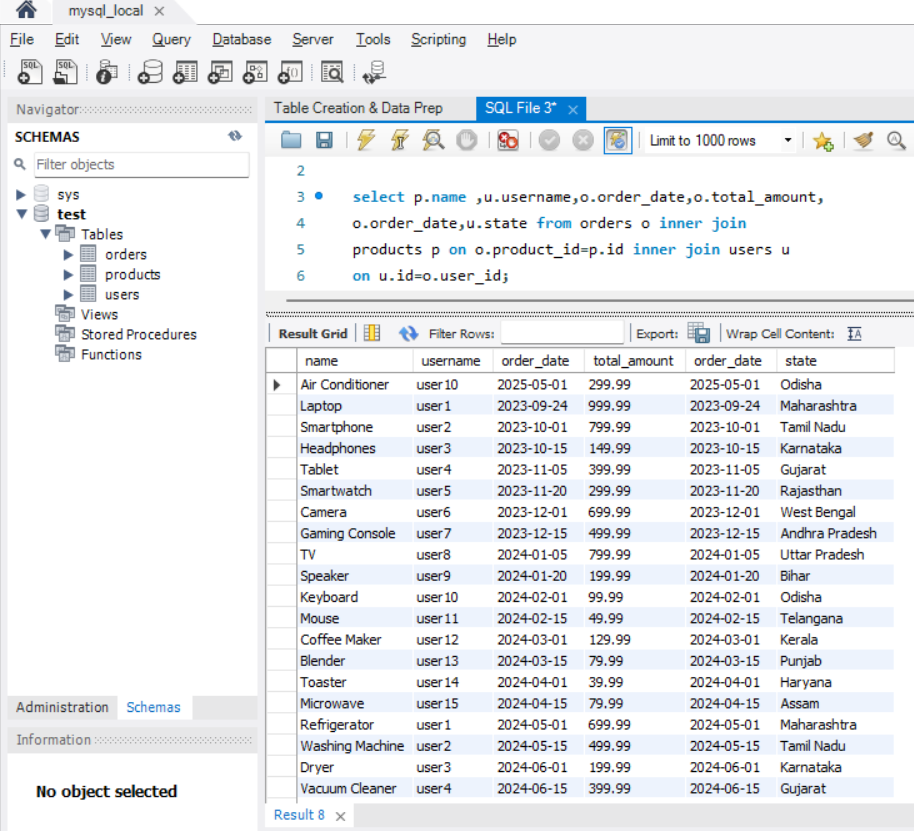 mysql_local
File Edit View Query Database Server Tools Scripting Help
Navigator
SCHEMAS
Filter objects
sys
test
Tables
orders
products
users
Views
Stored Procedures
Functions
Administration Schemas
Information
No object selected
Table Creation & Data Prep SQL File 3*
Limit to 1000 rows
2
3 select p.name ,u.username,o.order_date,o.total_amount,
4 o.order_date,u.state from orders o inner join
5 products p on o.product_id=p.id inner join users u
6 on u.id=o.user_id;
Result Grid Filter Rows: Export: Wrap Cell Content:
name username order_date total_amount order_date state
Air Conditioner user10 2025-05-01 299.99 2025-05-01 Odisha
Laptop user1 2023-09-24 999.99 2023-09-24 Maharashtra
Smartphone user2 2023-10-01 799.99 2023-10-01 Tamil Nadu
Headphones user3 2023-10-15 149.99 2023-10-15 Karnataka
Tablet user4 2023-11-05 399.99 2023-11-05 Gujarat
Smartwatch user5 2023-11-20 299.99 2023-11-20 Rajasthan
Camera user6 2023-12-01 699.99 2023-12-01 West Bengal
Gaming Console user7 2023-12-15 499.99 2023-12-15 Andhra Pradesh
TV user8 2024-01-05 799.99 2024-01-05 Uttar Pradesh
Speaker user9 2024-01-20 199.99 2024-01-20 Bihar
Keyboard user10 2024-02-01 99.99 2024-02-01 Odisha
Mouse user11 2024-02-15 49.99 2024-02-15 Telangana
Coffee Maker user12 2024-03-01 129.99 2024-03-01 Kerala
Blender user13 2024-03-15 79.99 2024-03-15 Punjab
Toaster user14 2024-04-01 39.99 2024-04-01 Haryana
Microwave user15 2024-04-15 79.99 2024-04-15 Assam
Refrigerator user1 2024-05-01 699.99 2024-05-01 Maharashtra
Washing Machine user2 2024-05-15 499.99 2024-05-15 Tamil Nadu
Dryer user3 2024-06-01 199.99 2024-06-01 Karnataka
Vacuum Cleaner user4 2024-06-15 399.99 2024-06-15 Gujarat
Result 8